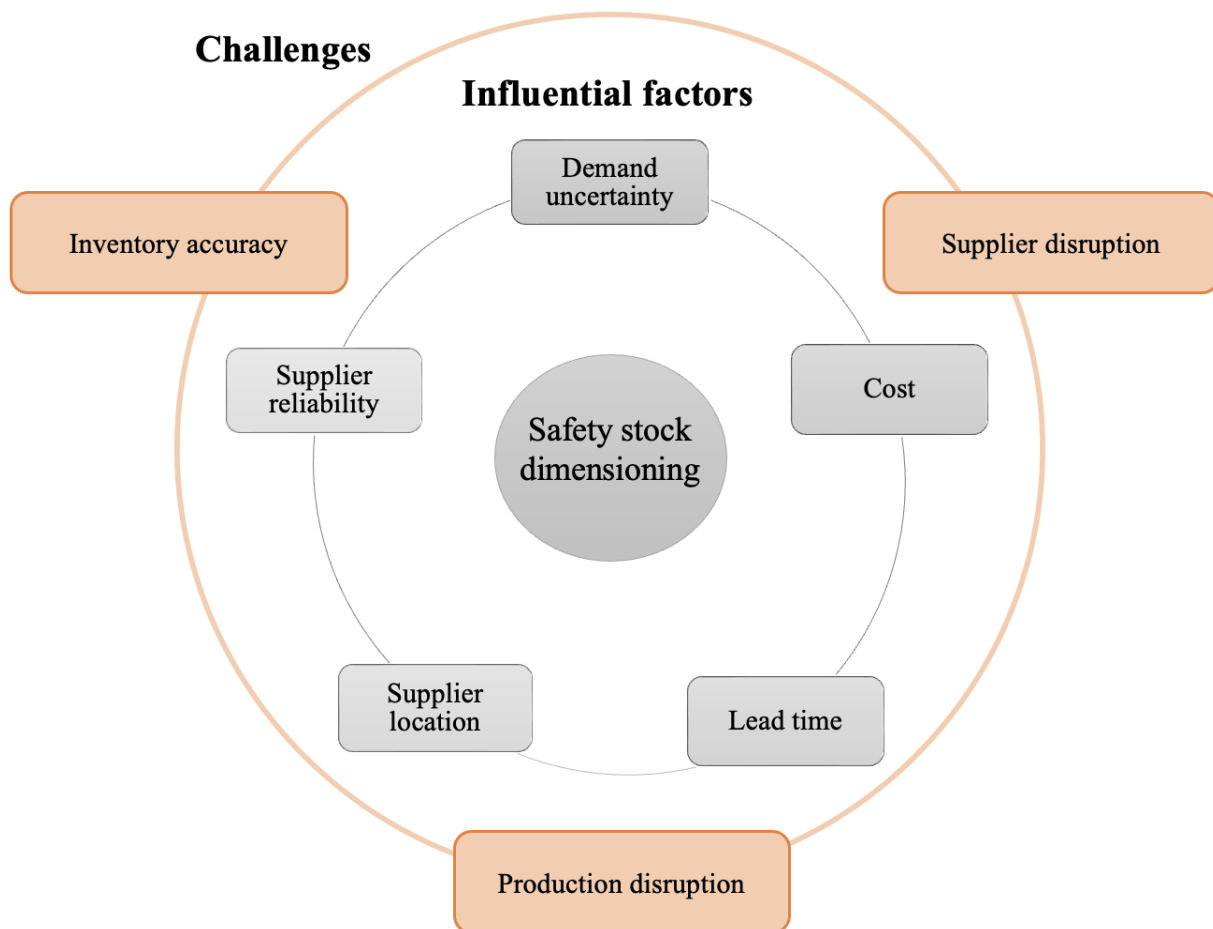 Challenges
Influential factors
Demand
uncertainty
Inventory accuracy
Supplier disruption
Supplier
reliability
Cost
Safety stock
dimensioning
Supplier
location
Lead time
Production disruption